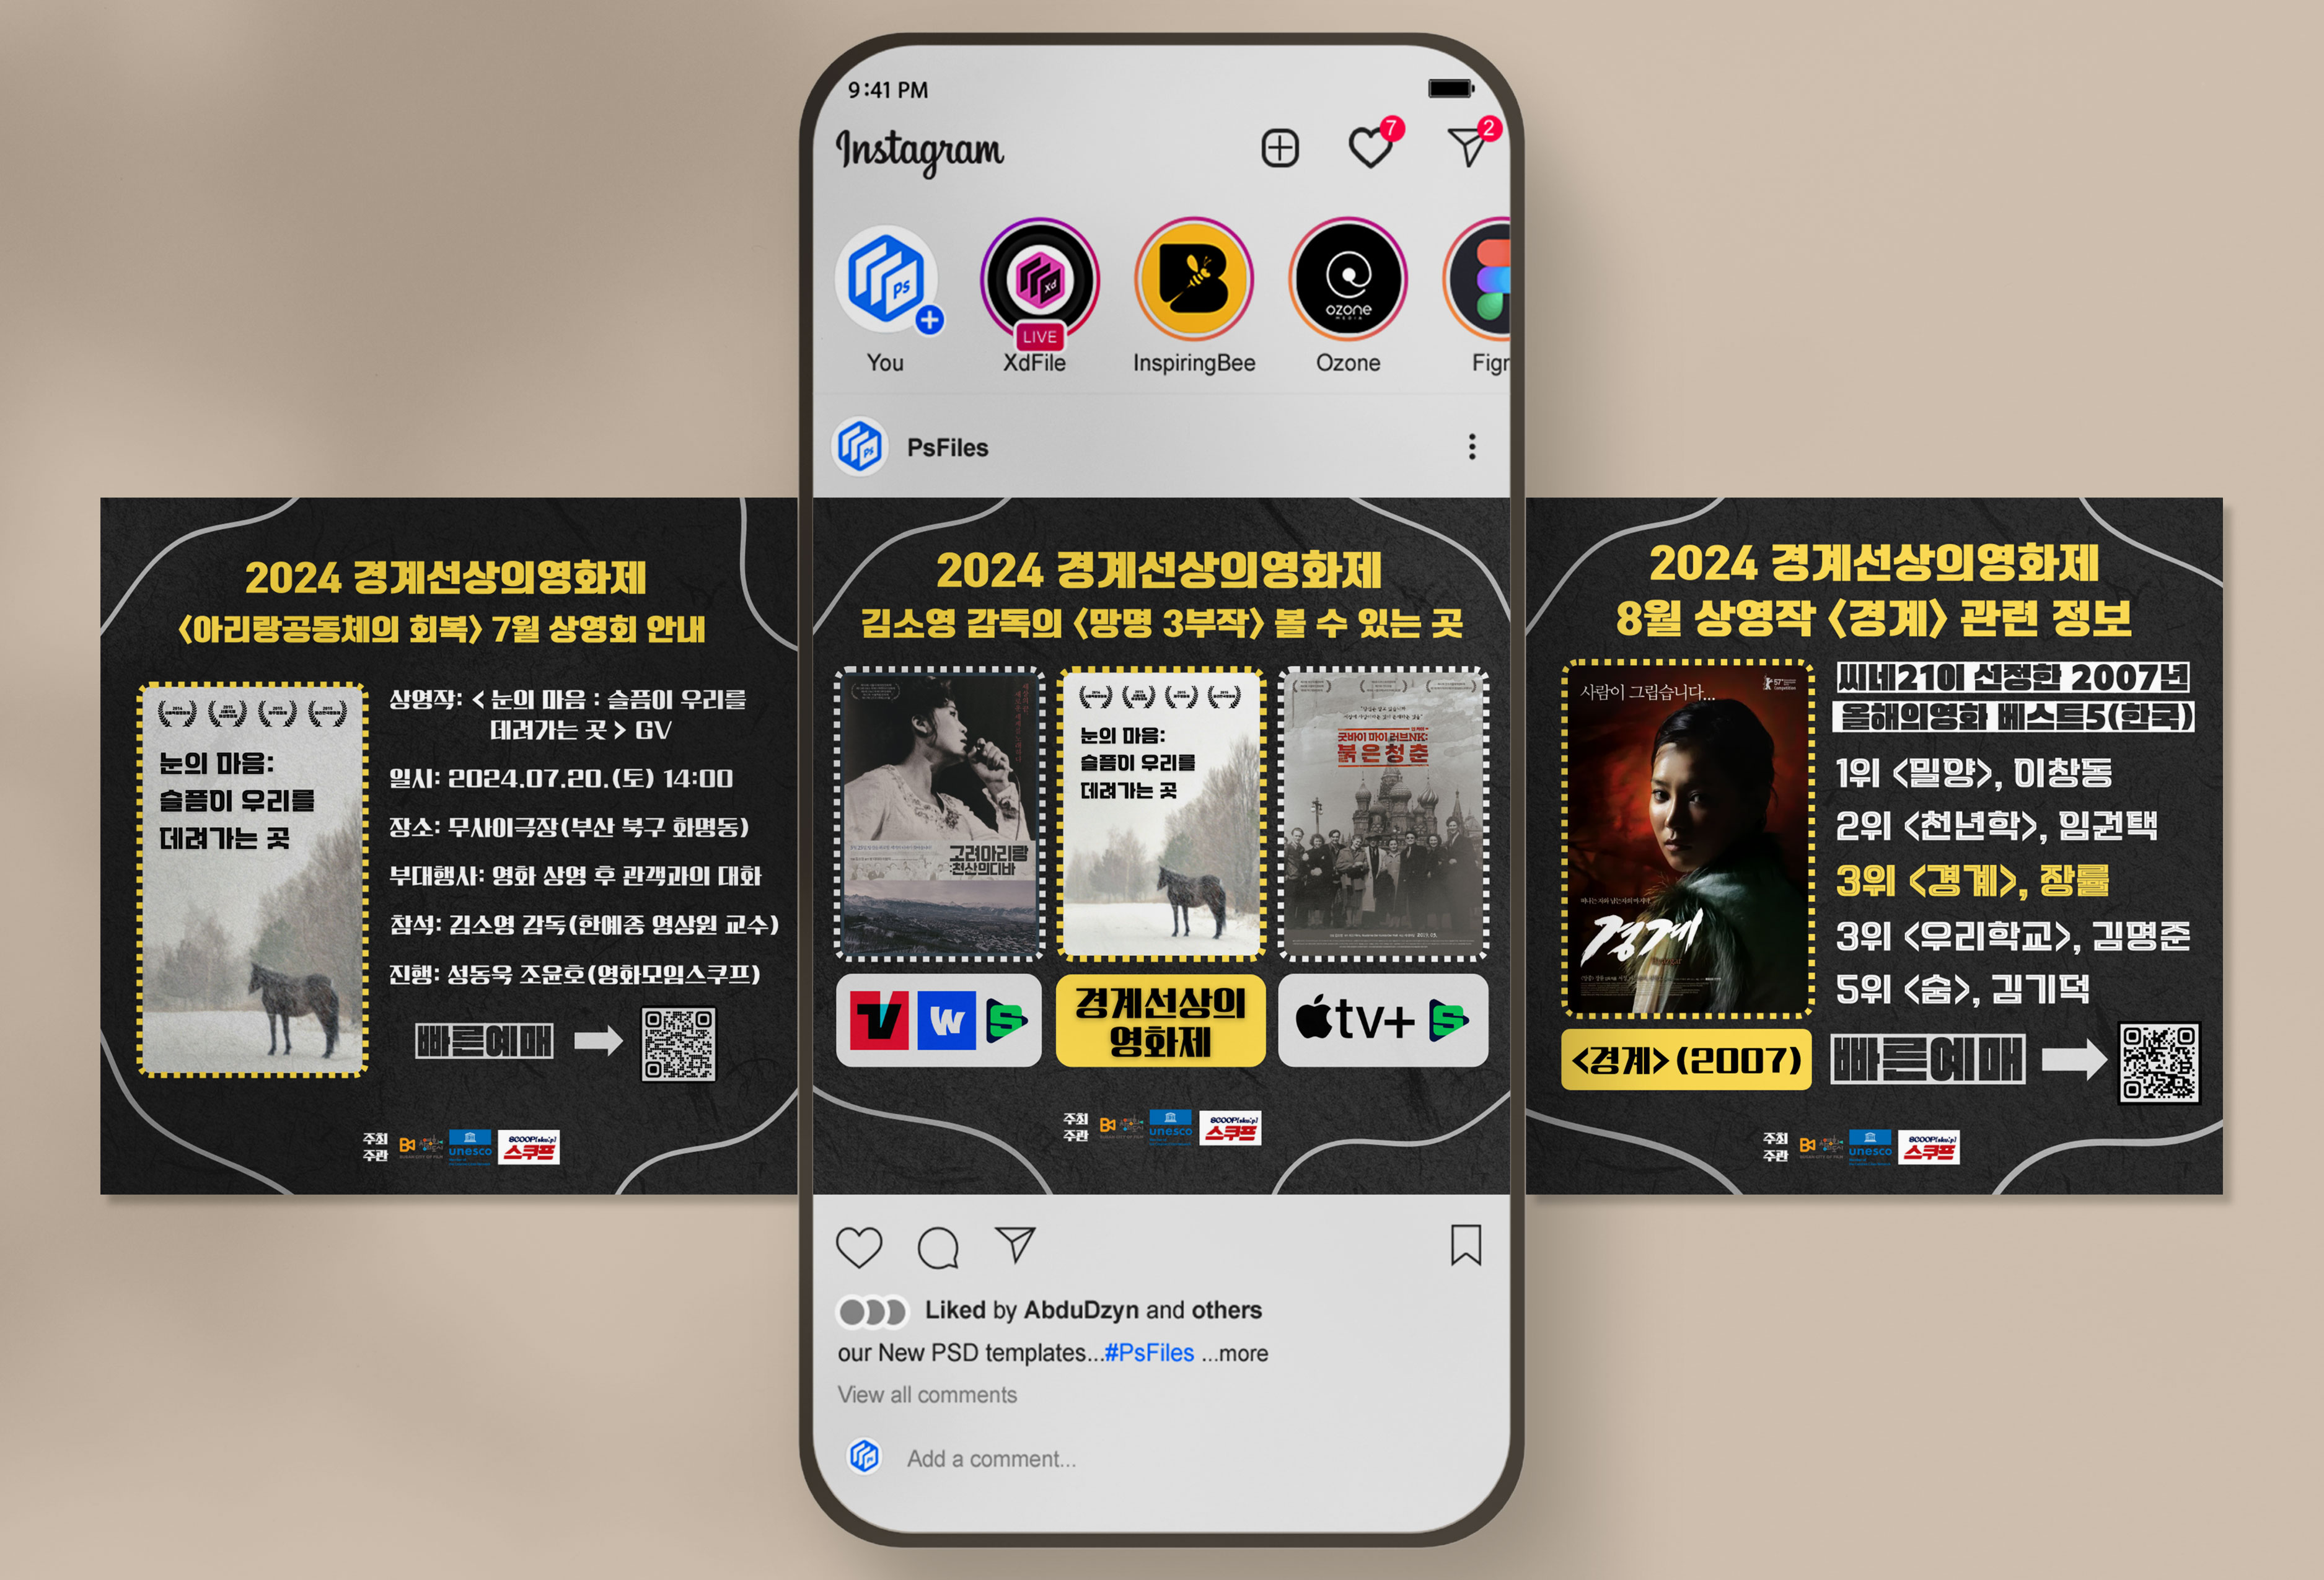 9:41 PM
Instagram
7
2
Ps
Xd
LIVE
ozone
MEDIA
You
XdFile
InspiringBee
Ozone
Figr
Ps
PsFiles
2024 경계선상의영화제
<아리랑공동체의 회복> 7월 상영회 안내
눈의 마음:
슬픔이 우리를
데려가는 곳
상영작: < 눈의 마음 : 슬픔이 우리를
데려가는 곳 > GV
일시: 2024.07.20.(토) 14:00
장소: 무사이극장(부산 북구 화명동)
부대행사: 영화 상영 후 관객과의 대화
참석: 김소영 감독(한예종 영상원 교수)
진행: 성동욱 조윤호(영화모임스쿠프)
빠른예매
주최
주관
unesco
SCOOP[sku:p]
스쿠프
2024 경계선상의영화제
김소영 감독의 <망명 3부작> 볼 수 있는 곳
고려아리랑
:천산의디바
눈의 마음:
슬픔이 우리를
데려가는 곳
굿바이 마이 러브NK:
붉은청춘
V
W
S
경계선상의
영화제
tv+
S
주최
주관
unesco
SCOOP[sku:p]
스쿠프
2024 경계선상의영화제
8월 상영작 <경계> 관련 정보
사람이 그립습니다...
경계
<경계> (2007)
씨네21이 선정한 2007년
올해의영화 베스트5(한국)
1위 <밀양>, 이창동
2위 <천년학>, 임권택
3위 <경계>, 장률
3위 <우리학교>, 김명준
5위 <숨>, 김기덕
빠른예매
주최
주관
unesco
SCOOP[sku:p]
스쿠프
Liked by AbduDzyn and others
our New PSD templates...#PsFiles ...more
View all comments
Add a comment...